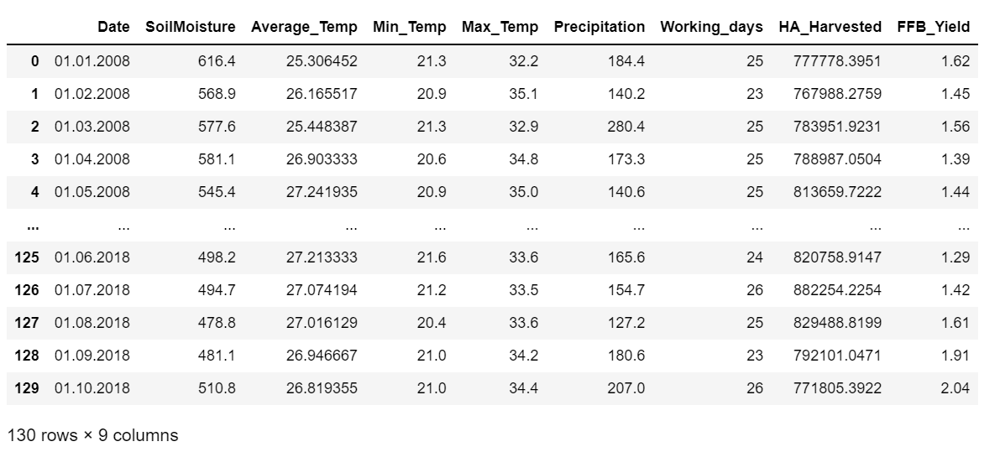 Date SoilMoisture Average_Temp Min_Temp Max_Temp Precipitation Working_days HA_Harvested FFB_Yield
0 01.01.2008 616.4 25.306452 21.3 32.2 184.4 25 777778.3951 1.62
1 01.02.2008 568.9 26.165517 20.9 35.1 140.2 23 767988.2759 1.45
2 01.03.2008 577.6 25.448387 21.3 32.9 280.4 25 783951.9231 1.56
3 01.04.2008 581.1 26.903333 20.6 34.8 173.3 25 788987.0504 1.39
4 01.05.2008 545.4 27.241935 20.9 35.0 140.6 25 813659.7222 1.44
... ... ... ... ... ... ... ... ... ...
125 01.06.2018 498.2 27.213333 21.6 33.6 165.6 24 820758.9147 1.29
126 01.07.2018 494.7 27.074194 21.2 33.5 154.7 26 882254.2254 1.42
127 01.08.2018 478.8 27.016129 20.4 33.6 127.2 25 829488.8199 1.61
128 01.09.2018 481.1 26.946667 21.0 34.2 180.6 23 792101.0471 1.91
129 01.10.2018 510.8 26.819355 21.0 34.4 207.0 26 771805.3922 2.04
130 rows × 9 columns